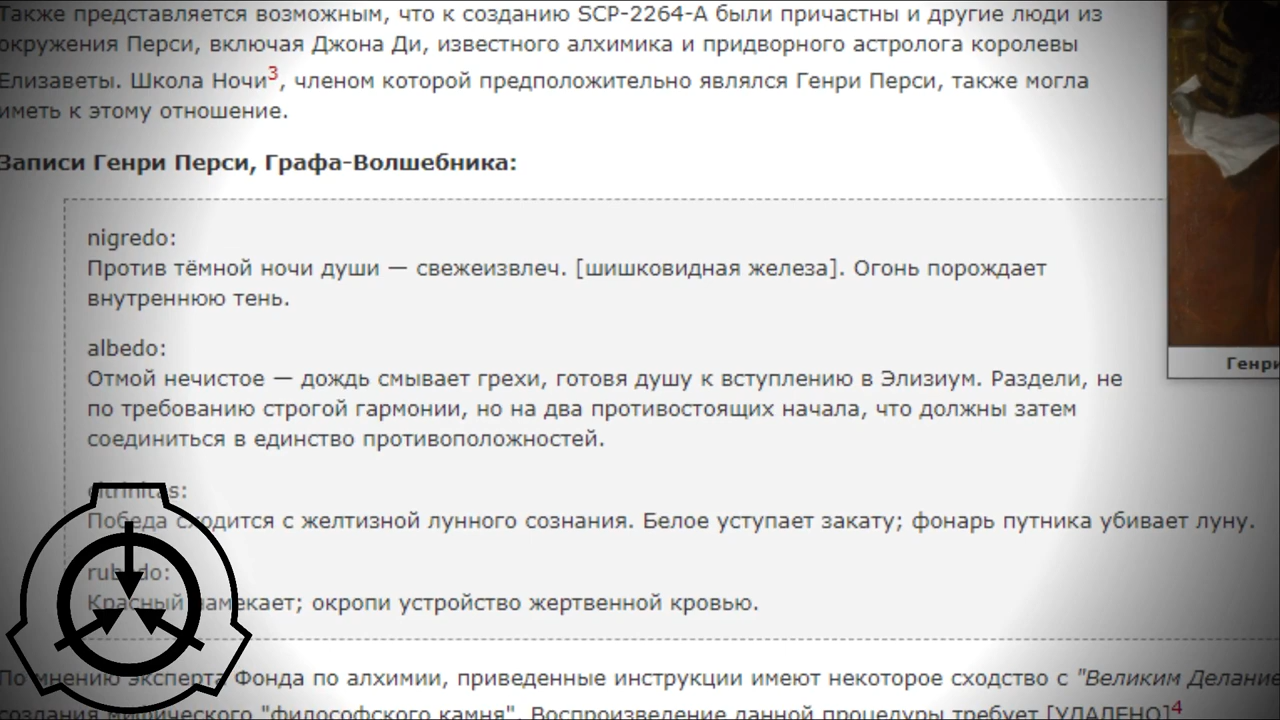 Также представляется возможным, что к созданию SCP-2264-A были причастны и другие люди из
окружения Перси, включая Джона Ди, известного алхимика и придворного астролога королевы
Елизаветы. Школа Ночи3, членом которой предположительно являлся Генри Перси, также могла
иметь к этому отношение.
Записи Генри Перси, Графа-Волшебника:
nigredo:
Против тёмной ночи души — свежеизвлеч. [шишковидная железа]. Огонь порождает
внутреннюю тень.
albedo:
Отмой нечистое — дождь смывает грехи, готовя душу к вступлению в Элизиум. Раздели, не
по требованию строгой гармонии, но на два противостоящих начала, что должны затем
соединиться в единство противоположностей.
citrinitas:
Победа сходится с желтизной лунного сознания. Белое уступает закату; фонарь путника убивает луну.
rubedo:
Красный намекает; окропи устройство жертвенной кровью.
Генри
По мнению эксперта Фонда по алхимии, приведенные инструкции имеют некоторое сходство с "Великим Делание
создания мифического "философского камня". Воспроизведение данной процедуры требует [УДАЛЕНО]4